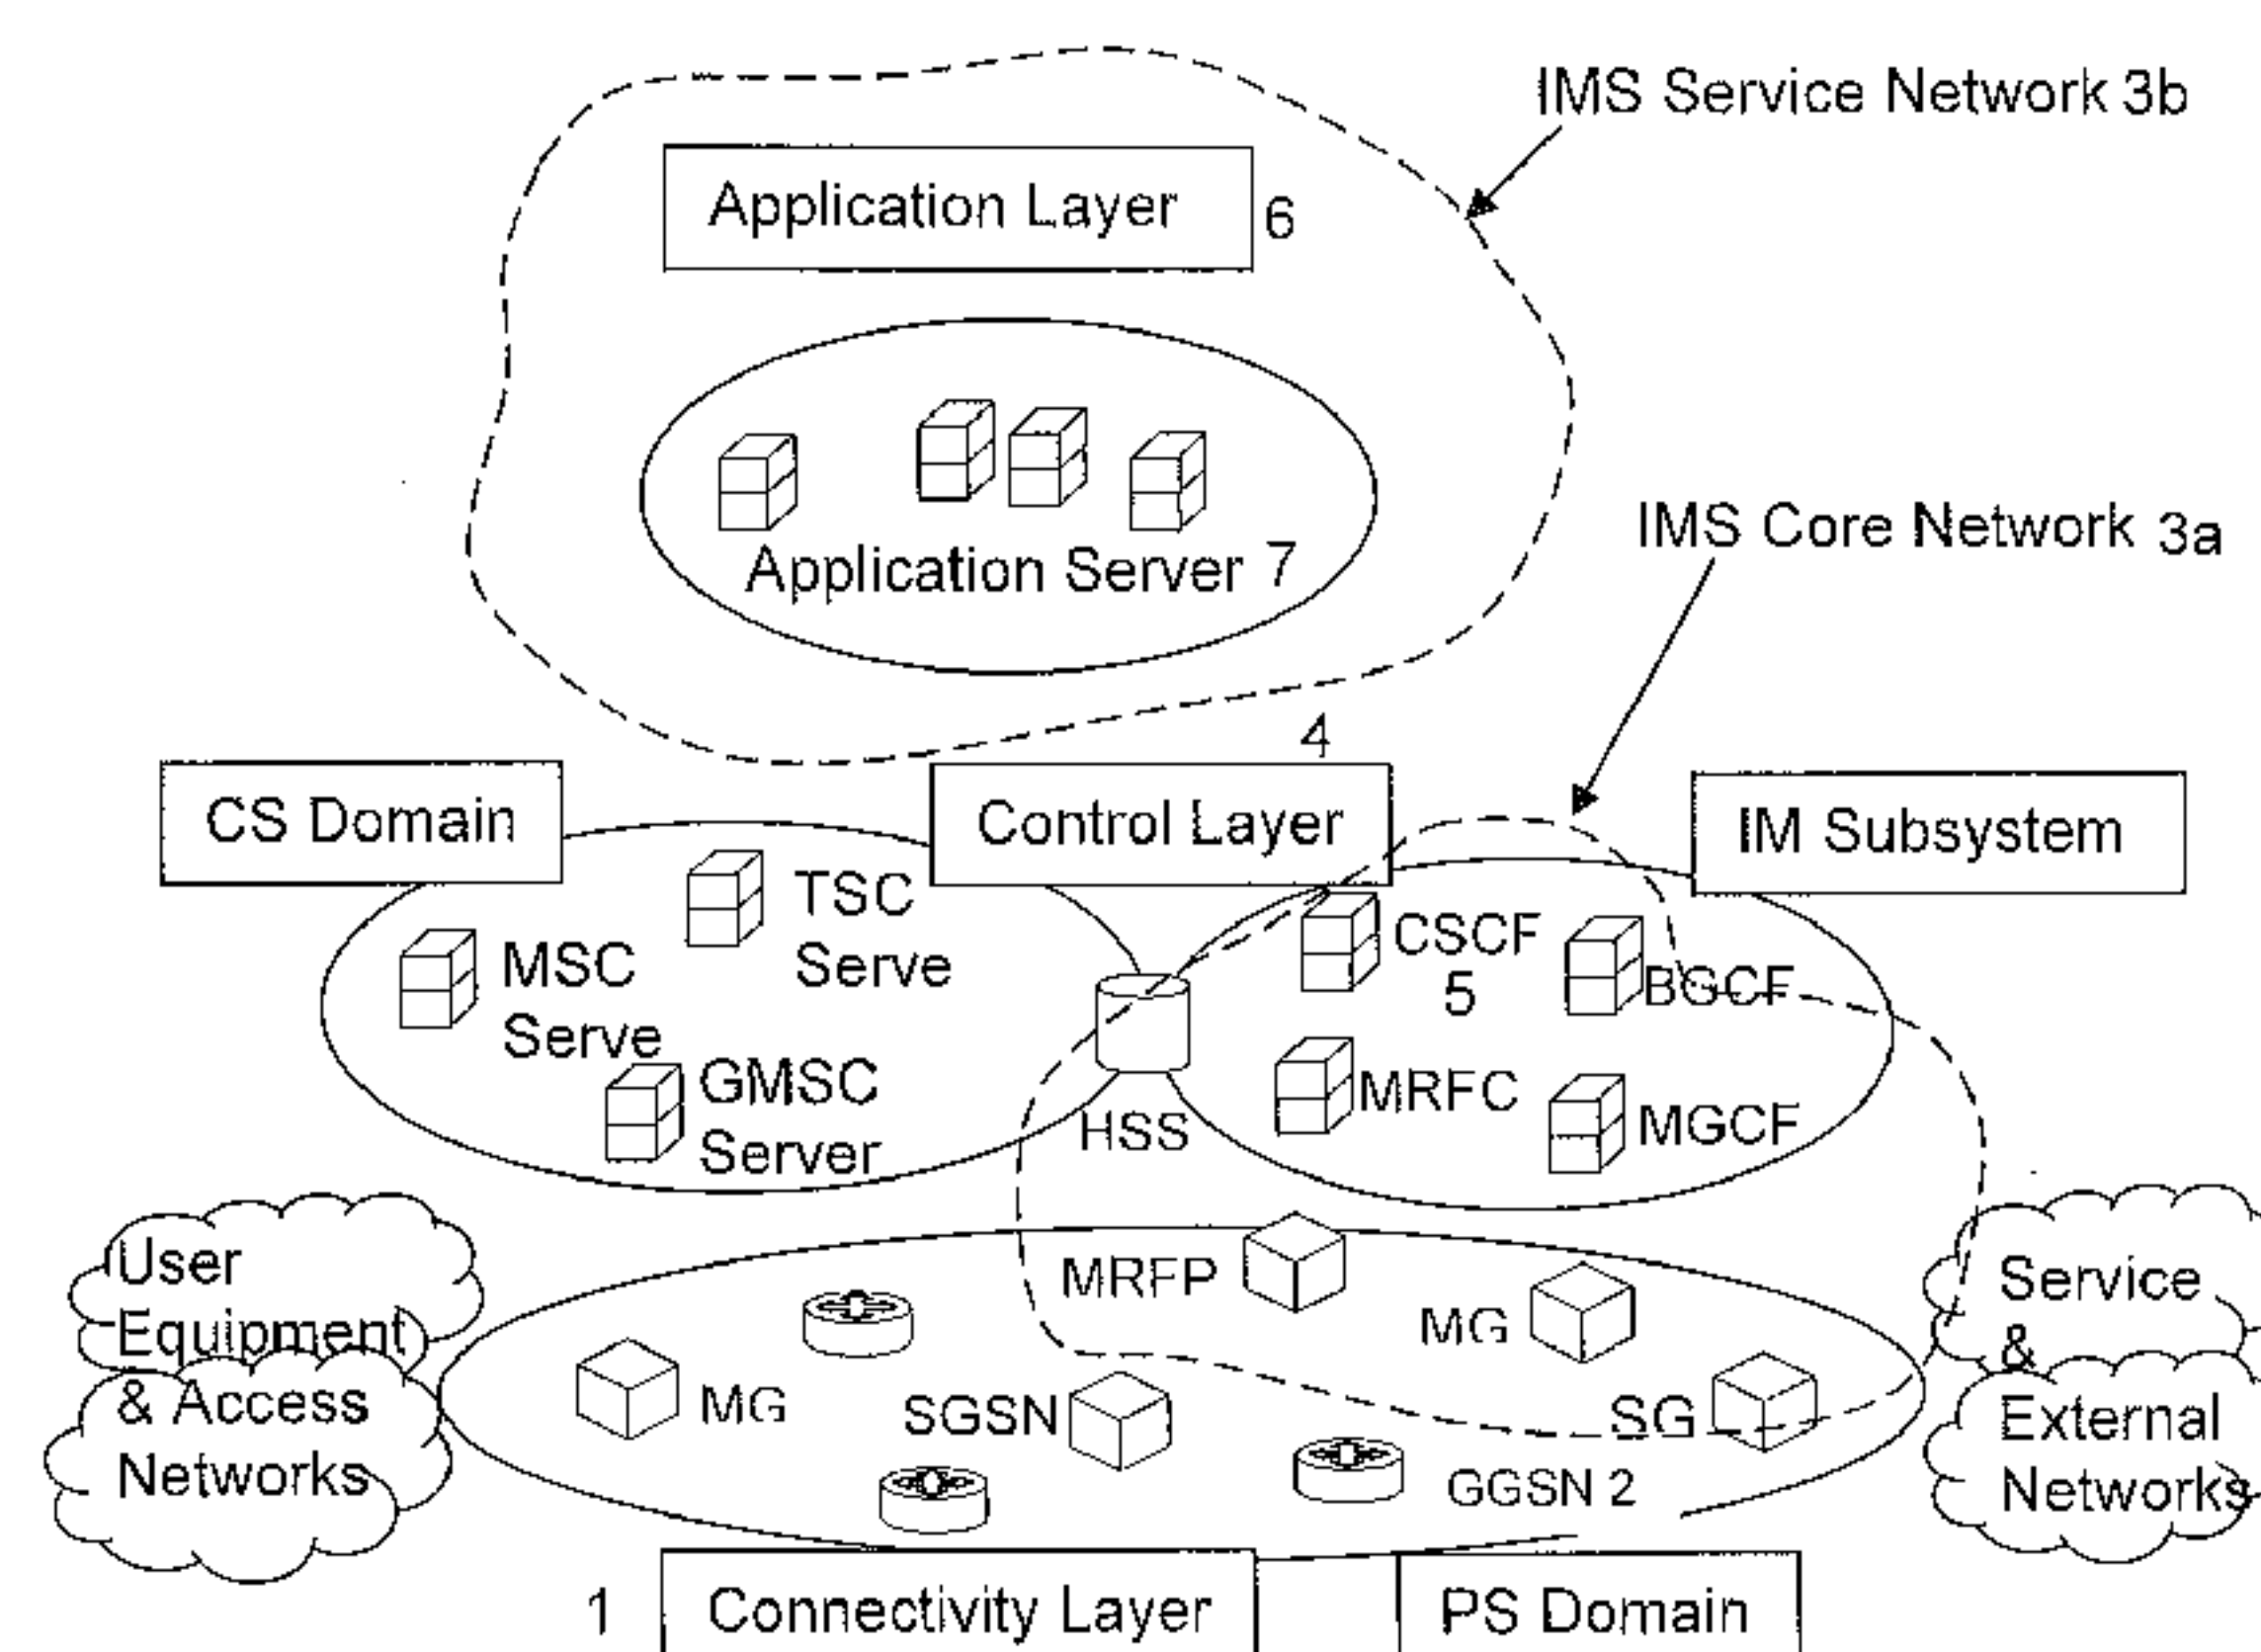 IMS Service Network 3b
Application Layer
6
IMS Core Network 3a
Application Server 7
4
CS Domain
Control Layer
IM Subsystem
TSC
Serve
MSC
Serve
GMSC
Server
HSS
CSCF
5
BGCF
MRFC
MGCF
User
Equipment
& Access
Networks
MRFP
MG
MG
SGSN
SG
GGSN 2
Service
&
External
Networks
1
Connectivity Layer
PS Domain